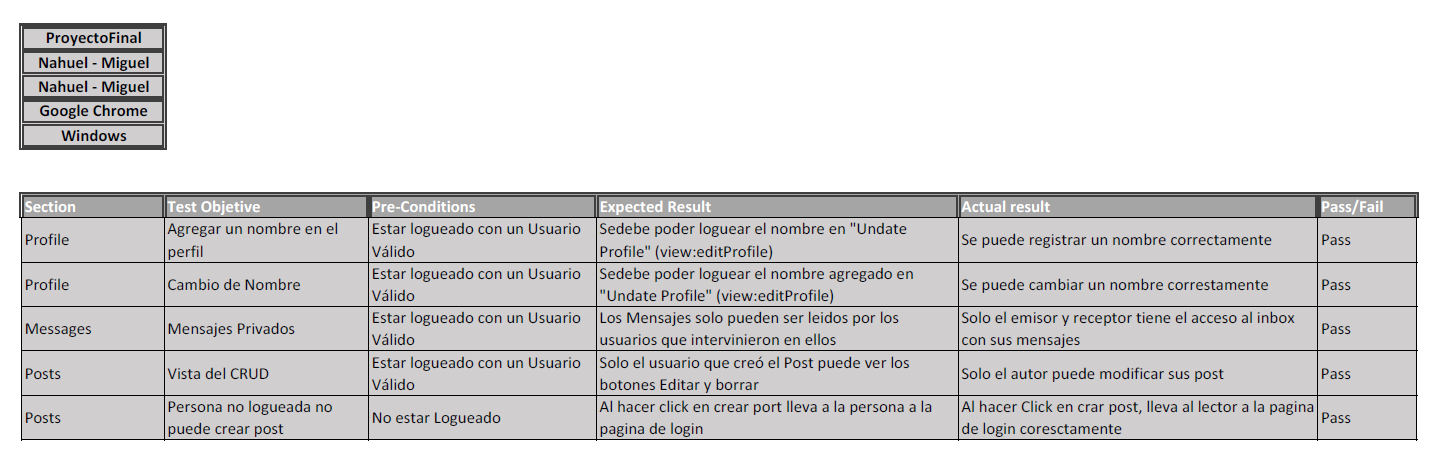 ProyectoFinal
Nahuel - Miguel
Nahuel - Miguel
Google Chrome
Windows
Section Test Objetive Pre-Conditions Expected Result Actual result Pass/Fail
Profile
Agregar un nombre en el
perfil
Estar logueado con un Usuario
Válido
Sedebe poder loguear el nombre en "Undate
Profile" (view:editProfile)
Se puede registrar un nombre correctamente
Pass
Profile
Cambio de Nombre
Estar logueado con un Usuario
Válido
Sedebe poder loguear el nombre agregado en
"Undate Profile" (view:editProfile)
Se puede cambiar un nombre correstamente
Pass
Messages
Mensajes Privados
Estar logueado con un Usuario
Válido
Los Mensajes solo pueden ser leidos por los
usuarios que intervinieron en ellos
Solo el emisor y receptor tiene el acceso al inbox
con sus mensajes
Pass
Posts
Vista del CRUD
Estar logueado con un Usuario
Válido
Solo el usuario que creó el Post puede ver los
botones Editar y borrar
Solo el autor puede modificar sus post
Pass
Posts
Persona no logueada no
puede crear post
No estar Logueado
Al hacer click en crear port lleva a la persona a la
pagina de login
Al hacer Click en crar post, lleva al lector a la pagina
de login coresctamente
Pass